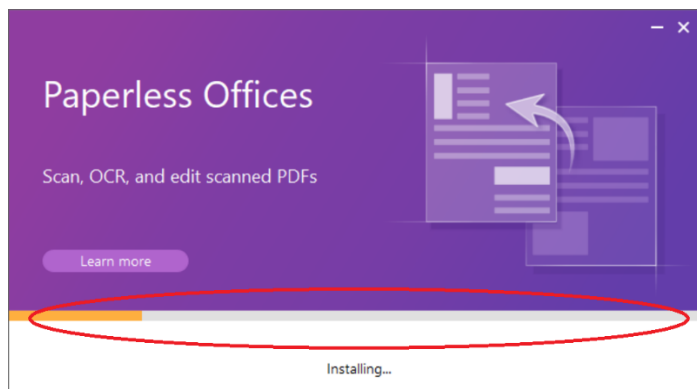 Paperless Offices
Scan, OCR, and edit scanned PDFs
Learn more
Installing...